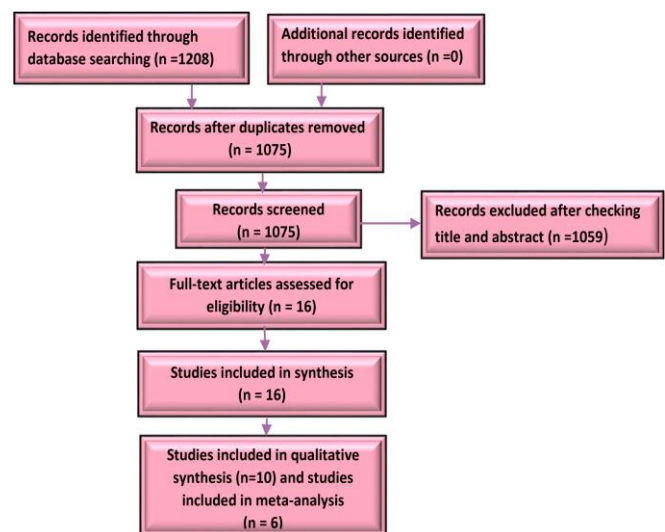 Records identified through
database searching (n =1208)
Additional records identified
through other sources (n =0)
Records after duplicates removed
(n = 1075)
Records screened
(n = 1075)
Records excluded after checking
title and abstract (n =1059)
Full-text articles assessed for
eligibility (n = 16)
Studies included in synthesis
(n = 16)
Studies included in qualitative
synthesis (n=10) and studies
included in meta-analysis
(n = 6)